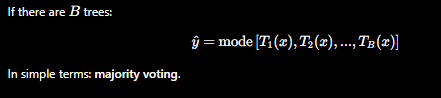 If there are B trees:
ŷ = mode [T₁(x), T₂(x), ..., T_B(x)]
In simple terms: majority voting.